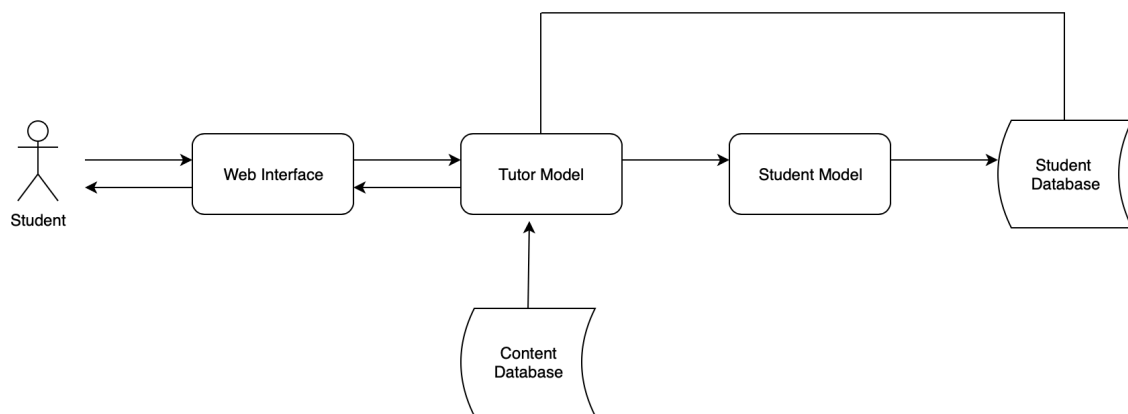 Student
Web Interface
Tutor Model
Student Model
Student
Database
Content
Database